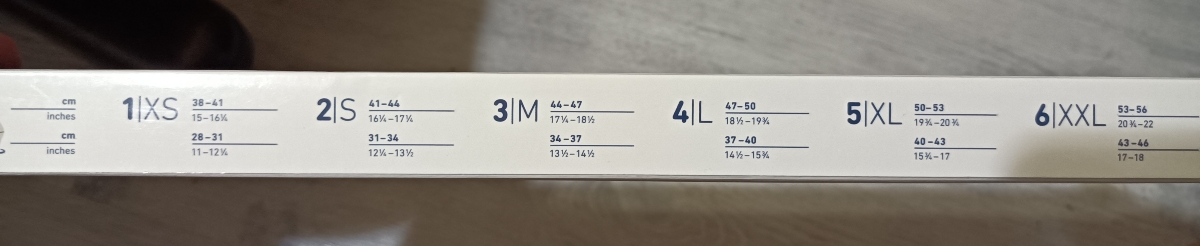 cm
inches
cm
inches
1|XS
38–41
15–16¼
28–31
11–12¼
2|S
41–44
16¼–17¼
31–34
12¼–13½
3|M
44–47
17¼–18½
34–37
13½–14½
4|L
47–50
18½–19¾
37–40
14½–15¾
5|XL
50–53
19¾–20¾
40–43
15¾–17
6|XXL
53–56
20¾–22
43–46
17–18